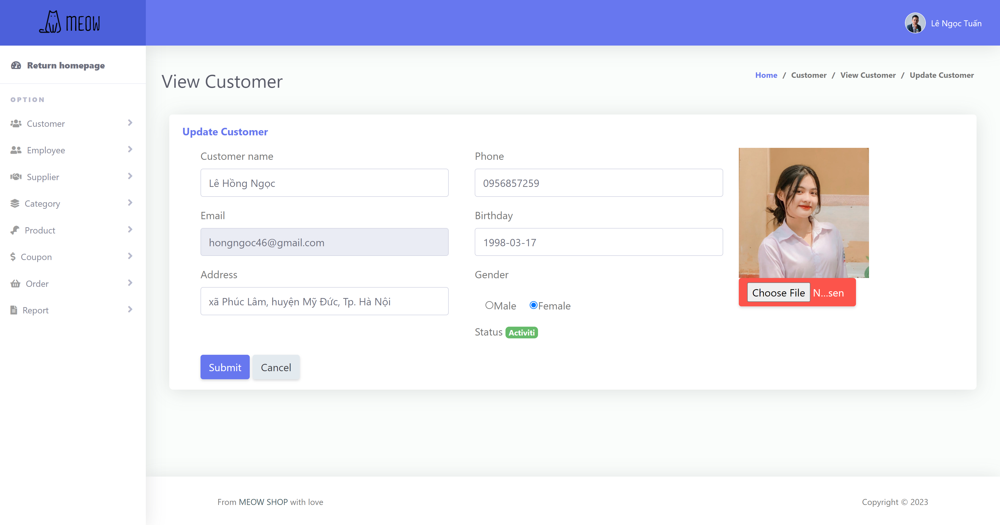 MEOW
Lê Ngọc Tuấn
Return homepage
OPTION
Customer
Employee
Supplier
Category
Product
Coupon
Order
Report
View Customer
Home / Customer / View Customer / Update Customer
Update Customer
Customer name
Lê Hồng Ngọc
Email
hongngoc46@gmail.com
Address
xã Phúc Lâm, huyện Mỹ Đức, Tp. Hà Nội
Phone
0956857259
Birthday
1998-03-17
Gender
Male Female
Status Activiti
Choose File N...sen
Submit Cancel
From MEOW SHOP with love
Copyright © 2023